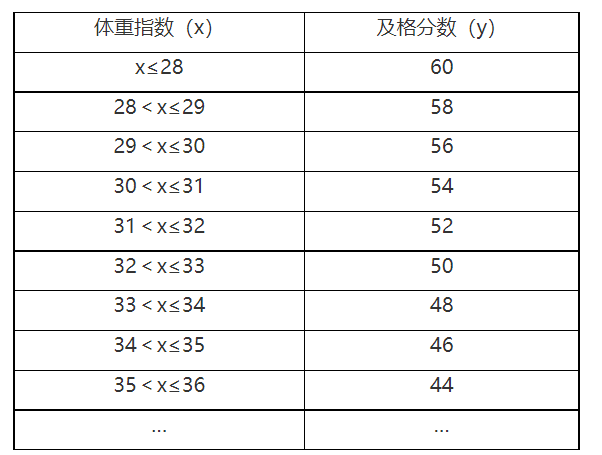 体重指数（x） 及格分数（y）
x≤28 60
28＜x≤29 58
29＜x≤30 56
30＜x≤31 54
31＜x≤32 52
32＜x≤33 50
33＜x≤34 48
34＜x≤35 46
35＜x≤36 44
... ...